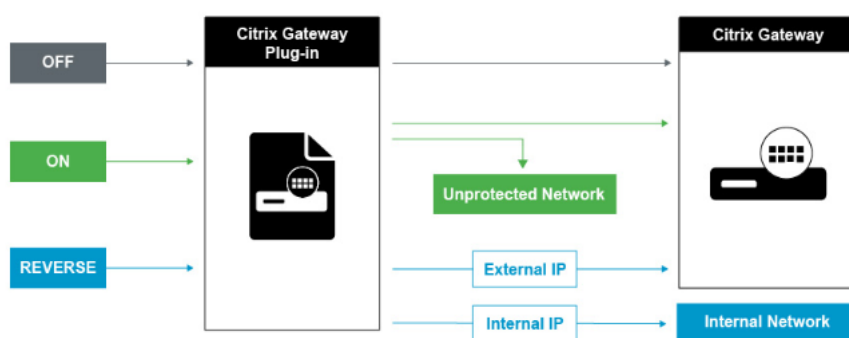 Citrix Gateway
Plug-in
Citrix Gateway
OFF
ON
Unprotected Network
REVERSE
External IP
Internal IP
Internal Network